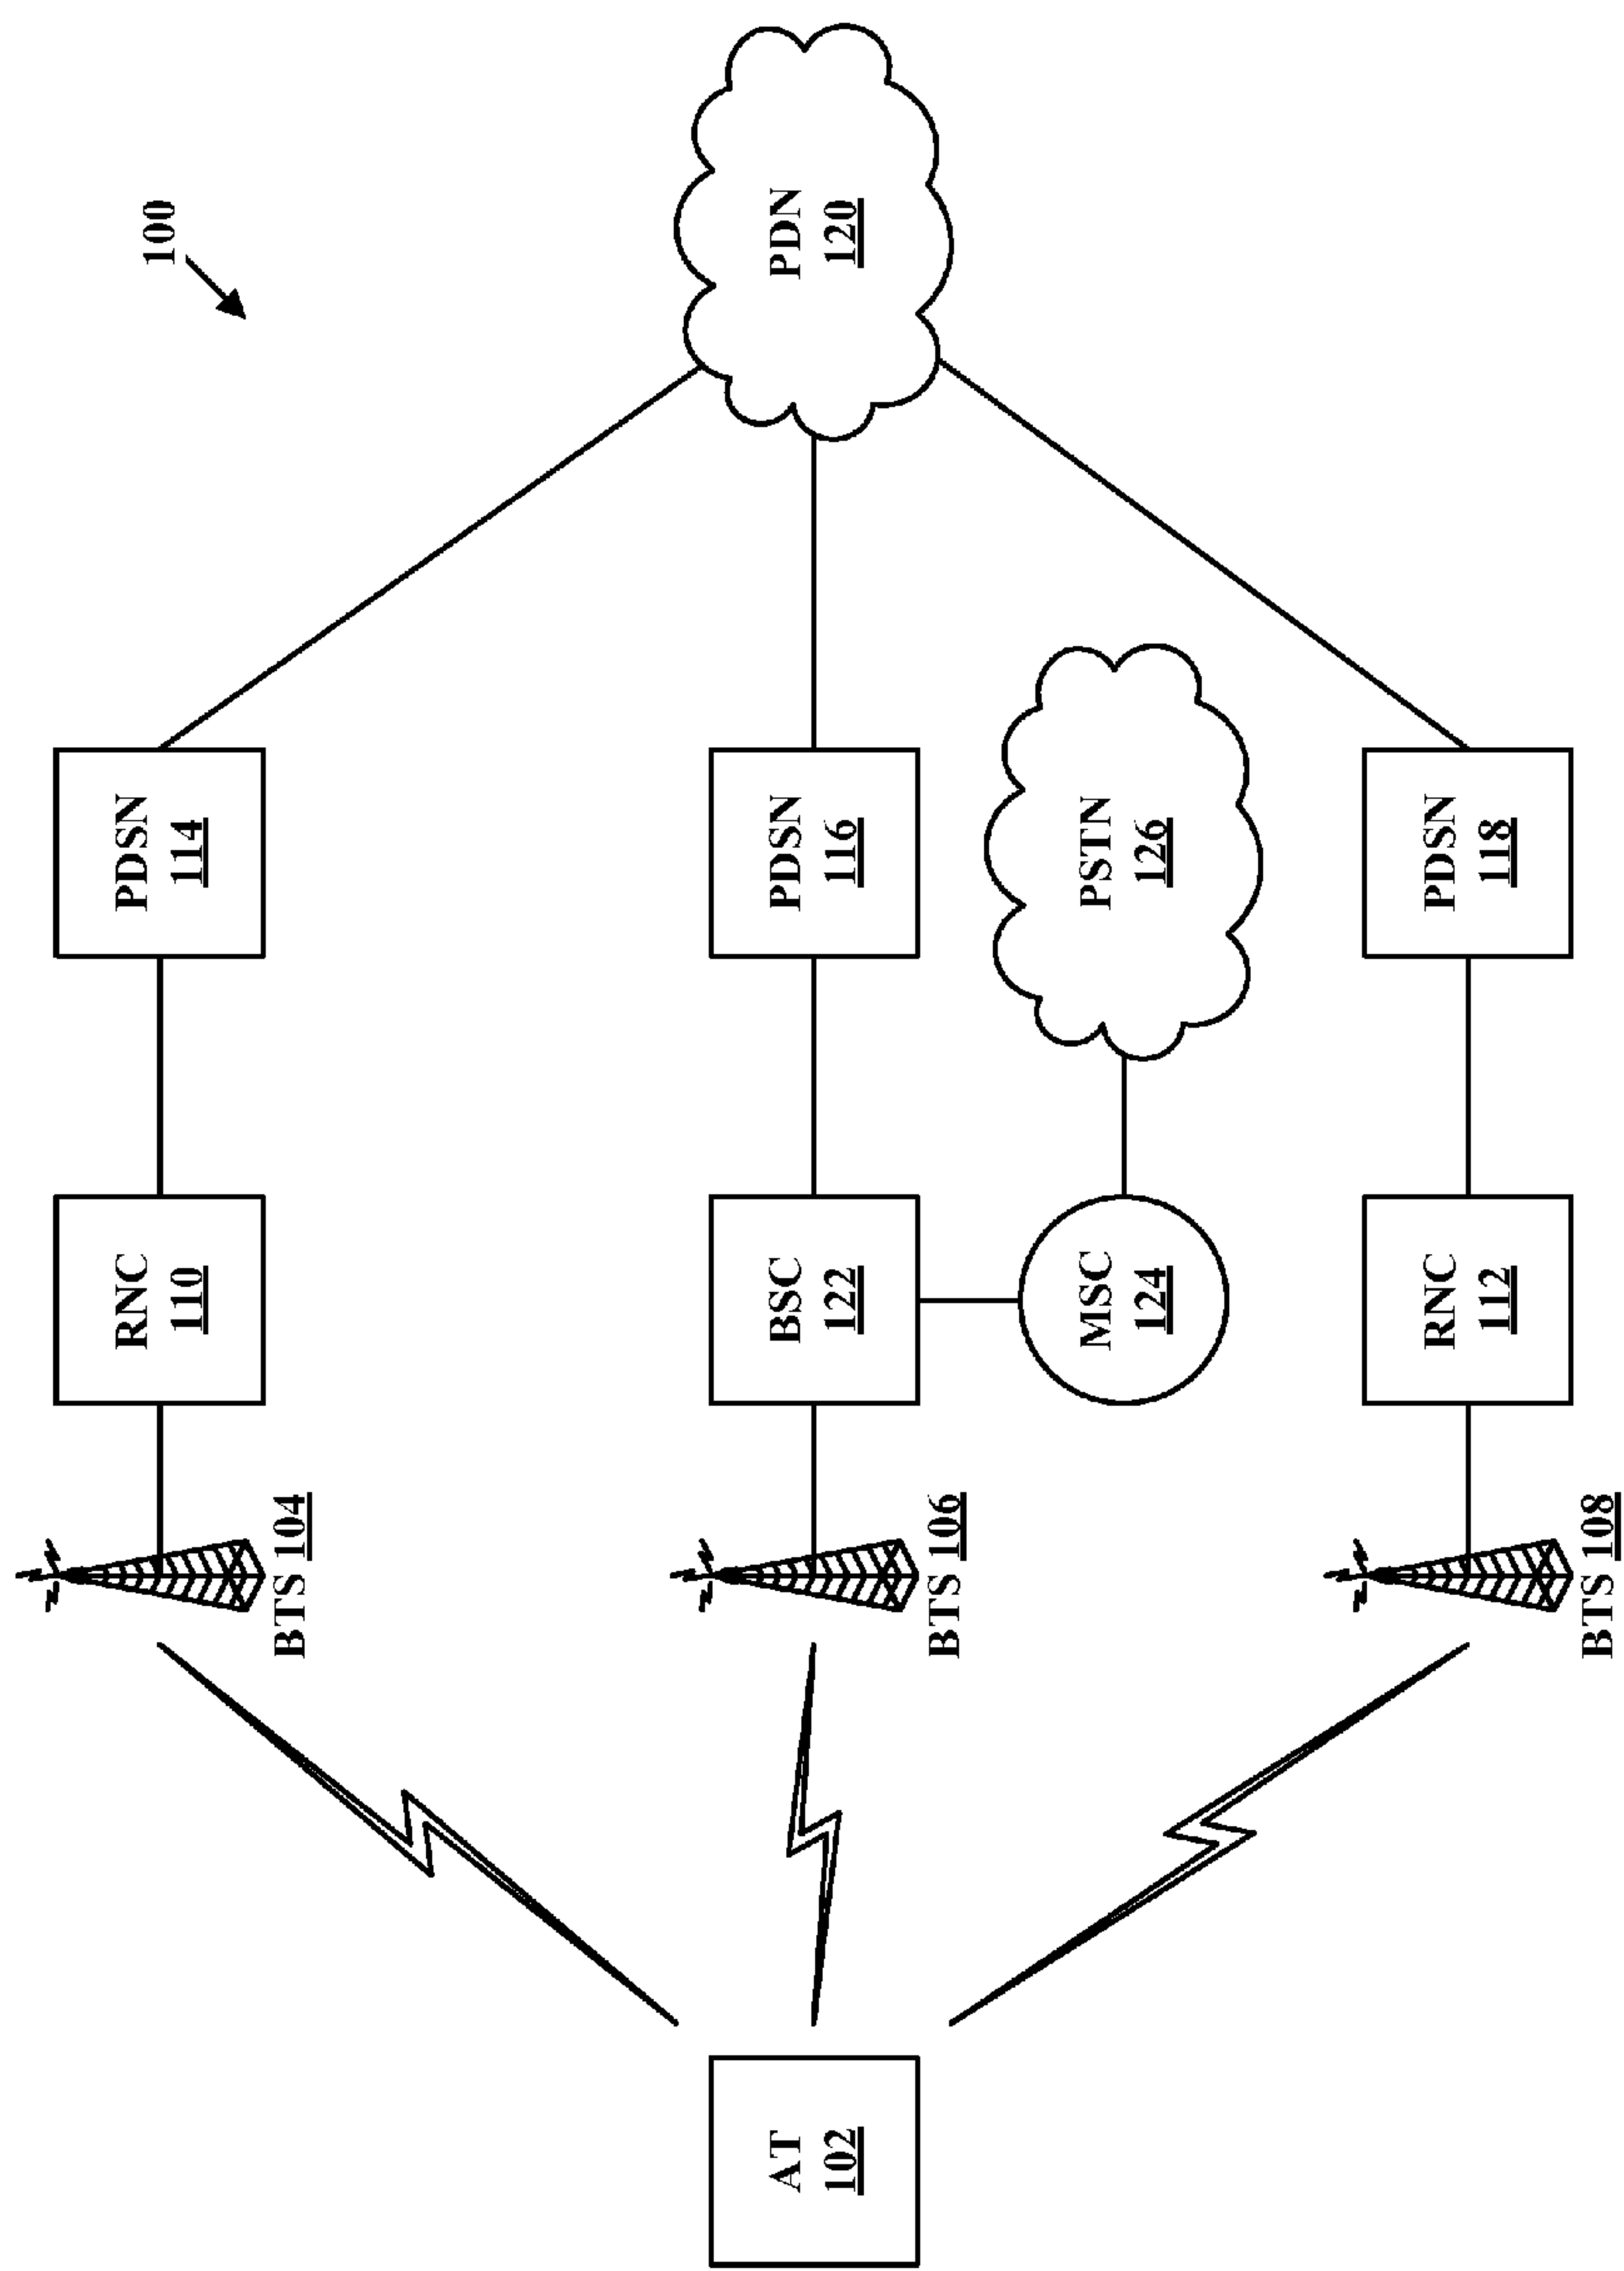 100
PDSN
114
RNC
110
BTS 104
PDN
120
PDSN
116
BSC
122
BTS 106
AT
102
PSTN
126
MSC
124
PDSN
118
RNC
112
BTS 108